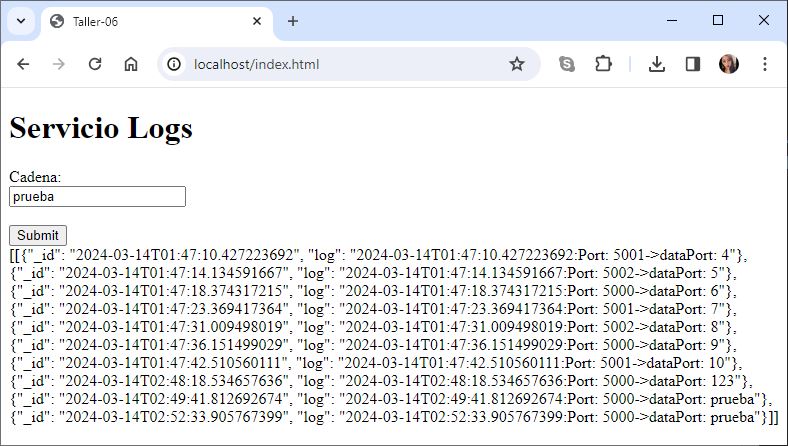 Taller-06
localhost/index.html
Servicio Logs
Cadena:
prueba
Submit
[[{"_id": "2024-03-14T01:47:10.427223692", "log": "2024-03-14T01:47:10.427223692:Port: 5001->dataPort: 4"},
{"_id": "2024-03-14T01:47:14.134591667", "log": "2024-03-14T01:47:14.134591667:Port: 5002->dataPort: 5"},
{"_id": "2024-03-14T01:47:18.374317215", "log": "2024-03-14T01:47:18.374317215:Port: 5000->dataPort: 6"},
{"_id": "2024-03-14T01:47:23.369417364", "log": "2024-03-14T01:47:23.369417364:Port: 5001->dataPort: 7"},
{"_id": "2024-03-14T01:47:31.009498019", "log": "2024-03-14T01:47:31.009498019:Port: 5002->dataPort: 8"},
{"_id": "2024-03-14T01:47:36.151499029", "log": "2024-03-14T01:47:36.151499029:Port: 5000->dataPort: 9"},
{"_id": "2024-03-14T01:47:42.510560111", "log": "2024-03-14T01:47:42.510560111:Port: 5001->dataPort: 10"},
{"_id": "2024-03-14T02:48:18.534657636", "log": "2024-03-14T02:48:18.534657636:Port: 5000->dataPort: 123"},
{"_id": "2024-03-14T02:49:41.812692674", "log": "2024-03-14T02:49:41.812692674:Port: 5000->dataPort: prueba"},
{"_id": "2024-03-14T02:52:33.905767399", "log": "2024-03-14T02:52:33.905767399:Port: 5000->dataPort: prueba"}]]